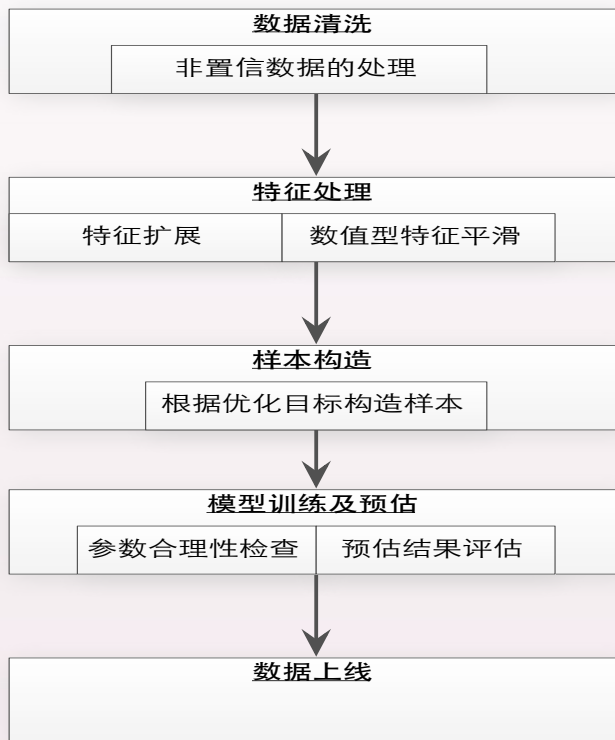 数据清洗
非置信数据的处理
特征处理
特征扩展
数值型特征平滑
样本构造
根据优化目标构造样本
模型训练及预估
参数合理性检查
预估结果评估
数据上线